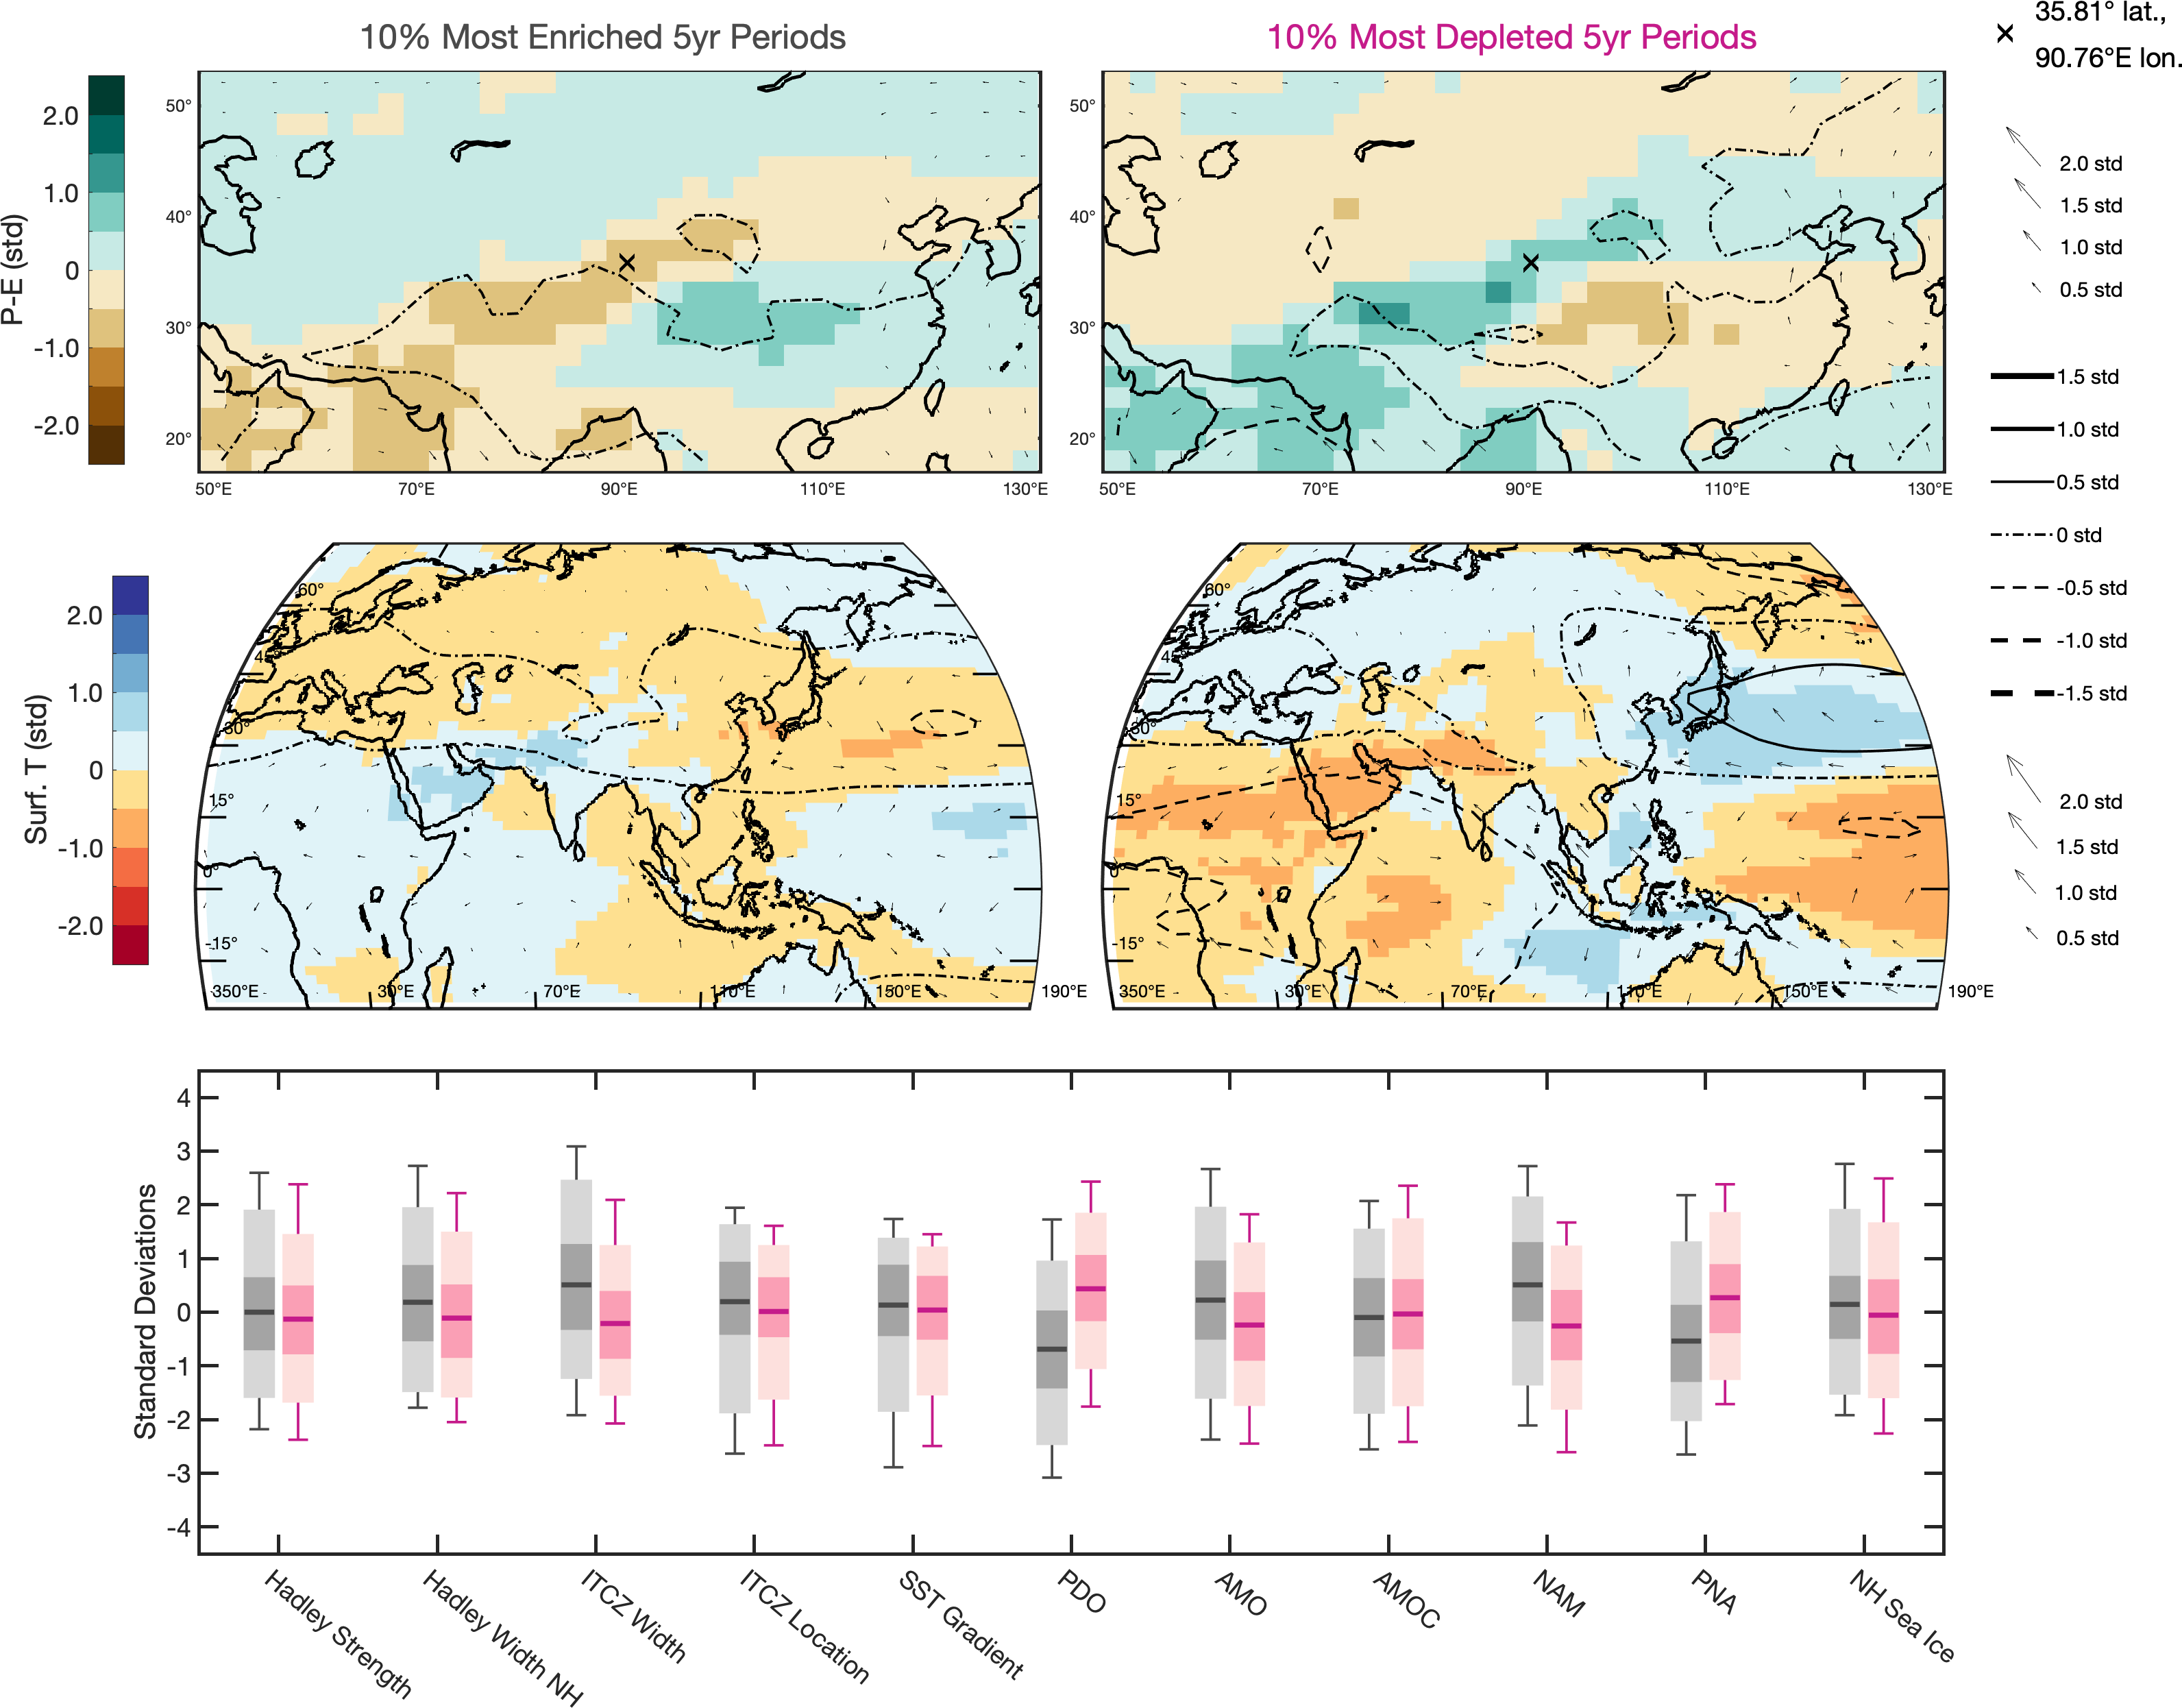 10% Most Enriched 5yr Periods
10% Most Depleted 5yr Periods
35.81° lat.,
90.76°E lon.
P-E (std)
2.0
1.0
0
-1.0
-2.0
50°
40°
30°
20°
50°E 70°E 90°E 110°E 130°E
50°
40°
30°
20°
50°E 70°E 90°E 110°E 130°E
2.0 std
1.5 std
1.0 std
0.5 std
1.5 std
1.0 std
0.5 std
0 std
-0.5 std
-1.0 std
-1.5 std
2.0 std
1.5 std
1.0 std
0.5 std
Surf. T (std)
2.0
1.0
0
-1.0
-2.0
60°
45°
30°
15°
0°
-15°
350°E 30°E 70°E 110°E 150°E 190°E
60°
45°
30°
15°
0°
-15°
350°E 30°E 70°E 110°E 150°E 190°E
Standard Deviations
4
3
2
1
0
-1
-2
-3
-4
Hadley Strength
Hadley Width NH
ITCZ Width
ITCZ Location
SST Gradient
PDO
AMO
AMOC
NAM
PNA
NH Sea Ice